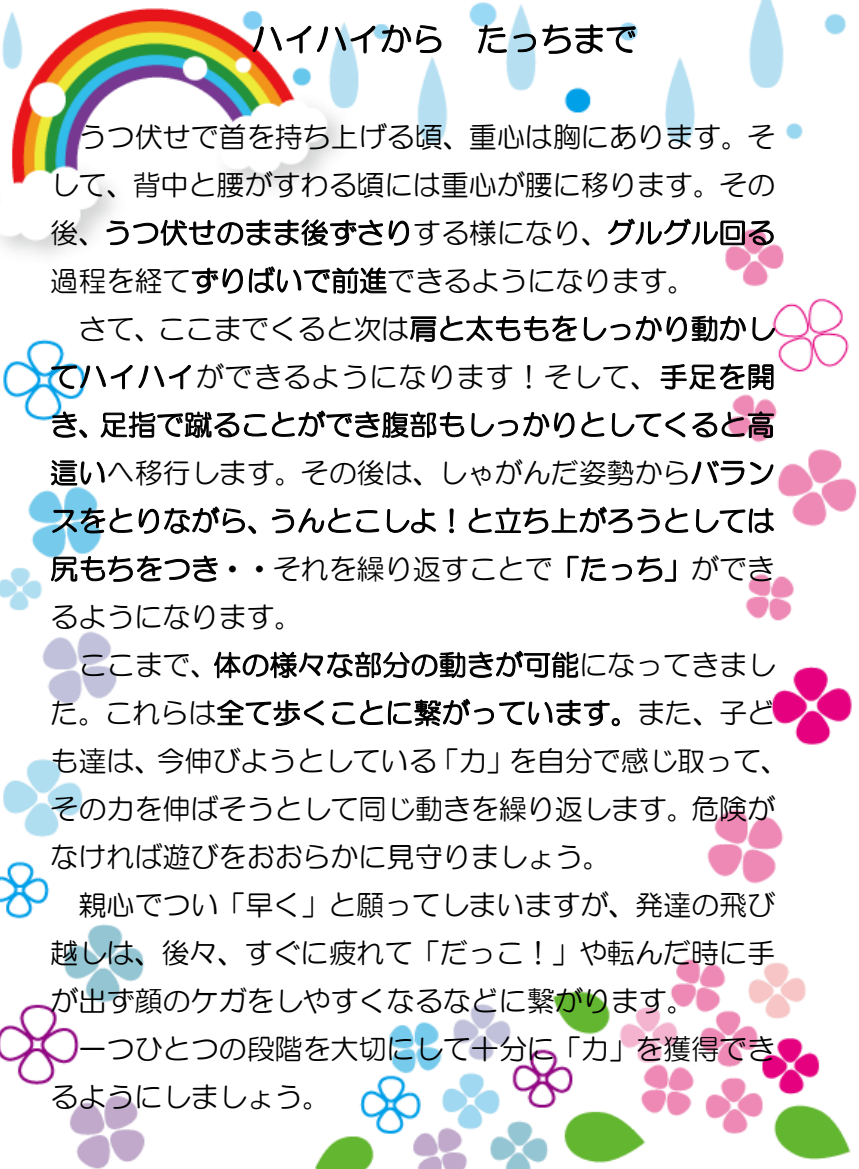 ハイハイから　たっちまで
　うつ伏せで首を持ち上げる頃、重心は胸にあります。そ
して、背中と腰がすわる頃には重心が腰に移ります。その
後、うつ伏せのまま後ずさりする様になり、グルグル回る
過程を経てずりばいで前進できるようになります。
　さて、ここまでくると次は肩と太ももをしっかり動かし
てハイハイができるようになります！そして、手足を開
き、足指で蹴ることができ腹部もしっかりとしてくると高
這いへ移行します。その後は、しゃがんだ姿勢からバラン
スをとりながら、うんとこしよ！と立ち上がろうとしては
尻もちをつき・・それを繰り返すことで「たっち」ができ
るようになります。
　ここまで、体の様々な部分の動きが可能になってきまし
た。これらは全て歩くことに繋がっています。また、子ど
も達は、今伸びようとしている「力」を自分で感じ取って、
その力を伸ばそうとして同じ動きを繰り返します。危険が
なければ遊びをおおらかに見守りましょう。
　親心でつい「早く」と願ってしまいますが、発達の飛び
越しは、後々、すぐに疲れて「だっこ！」や転んだ時に手
が出ず顔のケガをしやすくなるなどに繋がります。
　一つひとつの段階を大切にして十分に「力」を獲得でき
るようにしましょう。